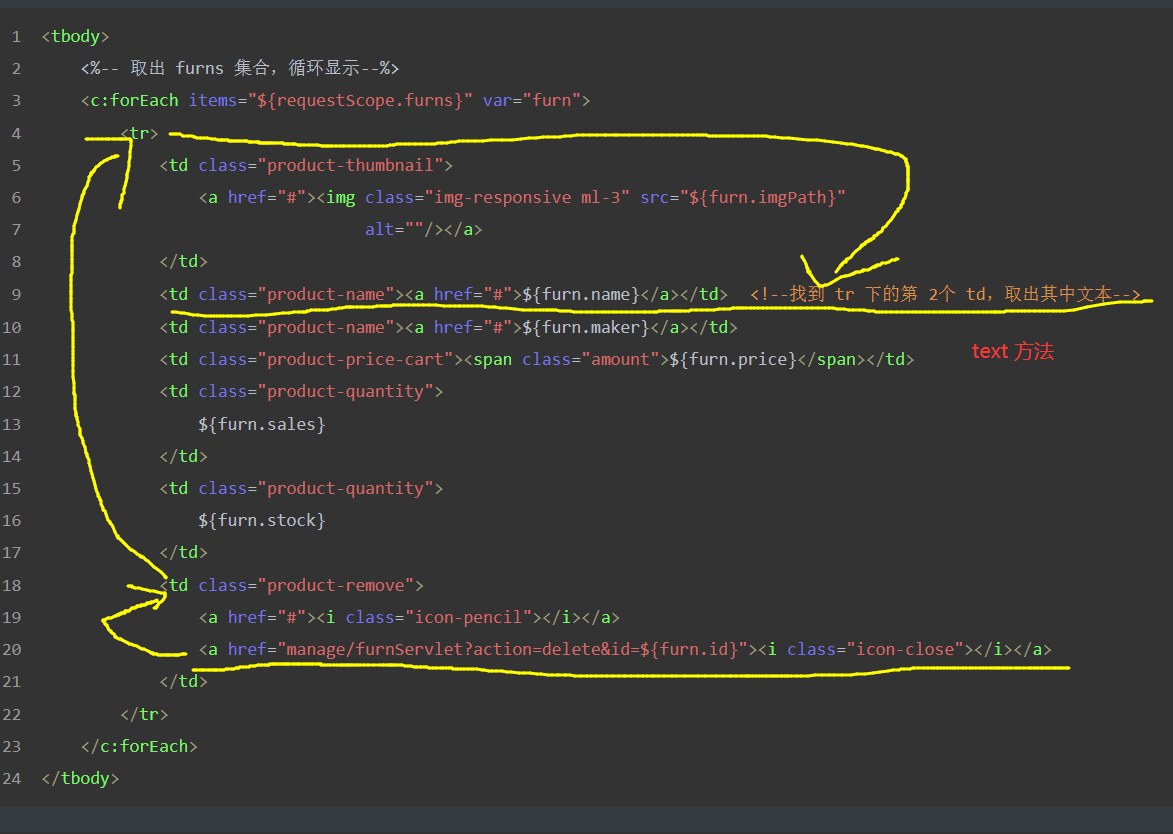 1 <tbody>
2 <%-- 取出 furns 集合，循环显示--%>
3 <c:forEach items="${requestScope.furns}" var="furn">
4 <tr>
5 <td class="product-thumbnail">
6 <a href="#"><img class="img-responsive ml-3" src="${furn.imgPath}"
7 alt=""/></a>
8 </td>
9 <td class="product-name"><a href="#">${furn.name}</a></td> <!--找到 tr 下的第 2个 td，取出其中文本-->
10 <td class="product-name"><a href="#">${furn.maker}</a></td>
11 <td class="product-price-cart"><span class="amount">${furn.price}</span></td>
text 方法
12 <td class="product-quantity">
13 ${furn.sales}
14 </td>
15 <td class="product-quantity">
16 ${furn.stock}
17 </td>
18 <td class="product-remove">
19 <a href="#"><i class="icon-pencil"></i></a>
20 <a href="manage/furnServlet?action=delete&id=${furn.id}"><i class="icon-close"></i></a>
21 </td>
22 </tr>
23 </c:forEach>
24 </tbody>